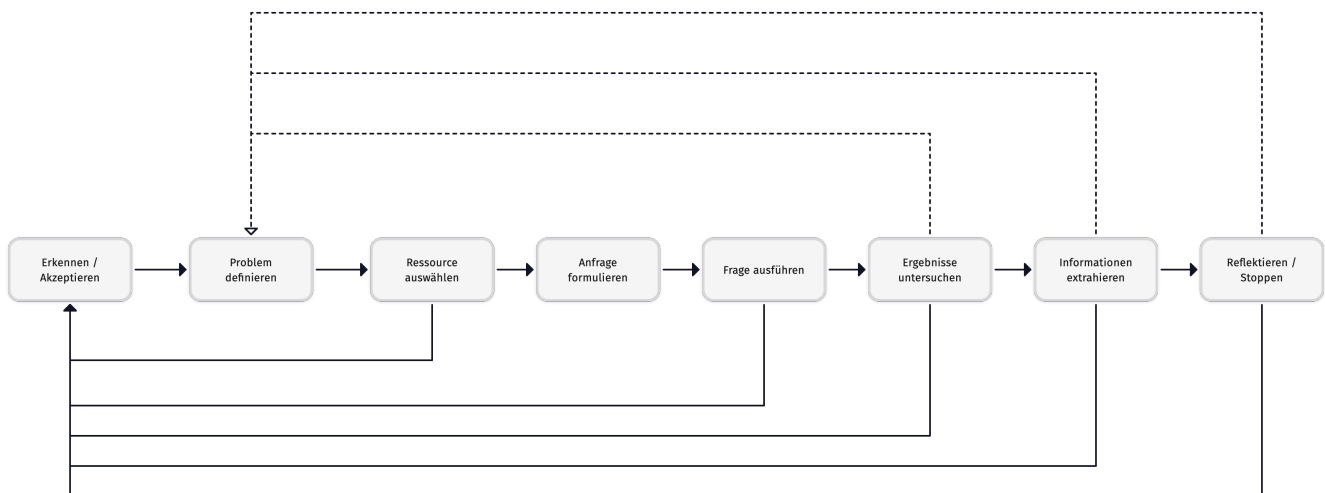 Erkennen /
Akzeptieren
Problem
definieren
Ressource
auswählen
Anfrage
formulieren
Frage ausführen
Ergebnisse
untersuchen
Informationen
extrahieren
Reflektieren /
Stoppen